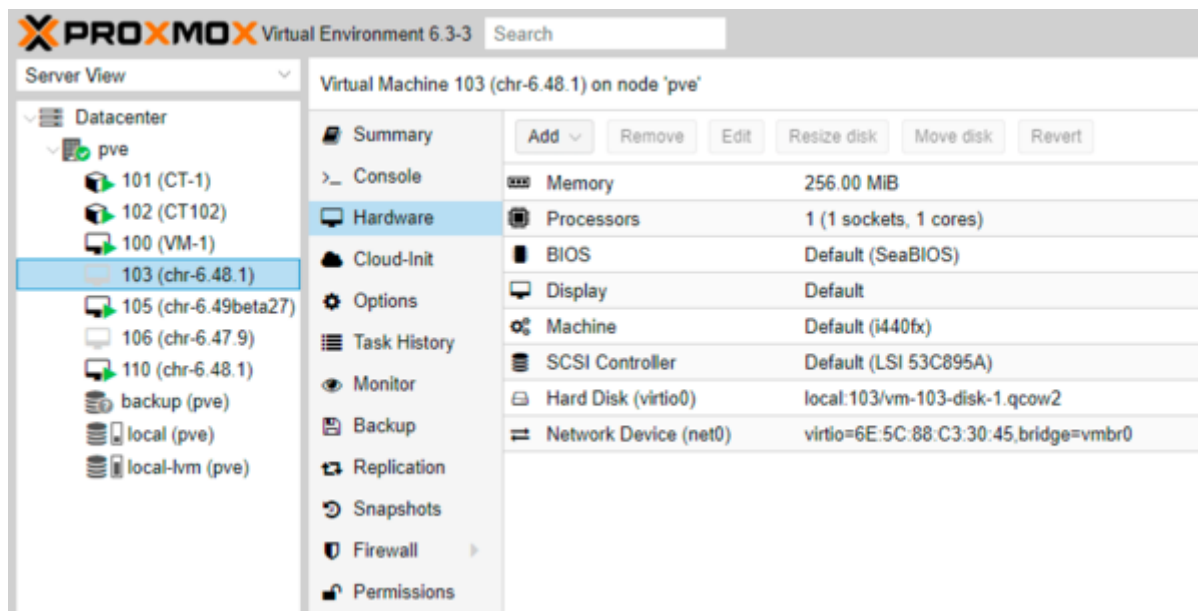 PROXMOX Virtual Environment 6.3-3 Search
Server View
Datacenter
pve
101 (CT-1)
102 (CT102)
100 (VM-1)
103 (chr-6.48.1)
105 (chr-6.49beta27)
106 (chr-6.47.9)
110 (chr-6.48.1)
backup (pve)
local (pve)
local-lvm (pve)
Virtual Machine 103 (chr-6.48.1) on node 'pve'
Summary
Console
Hardware
Cloud-Init
Options
Task History
Monitor
Backup
Replication
Snapshots
Firewall
Permissions
Add Remove Edit Resize disk Move disk Revert
Memory 256.00 MiB
Processors 1 (1 sockets, 1 cores)
BIOS Default (SeaBIOS)
Display Default
Machine Default (i440fx)
SCSI Controller Default (LSI 53C895A)
Hard Disk (virtio0) local:103/vm-103-disk-1.qcow2
Network Device (net0) virtio=6E:5C:88:C3:30:45,bridge=vmbr0